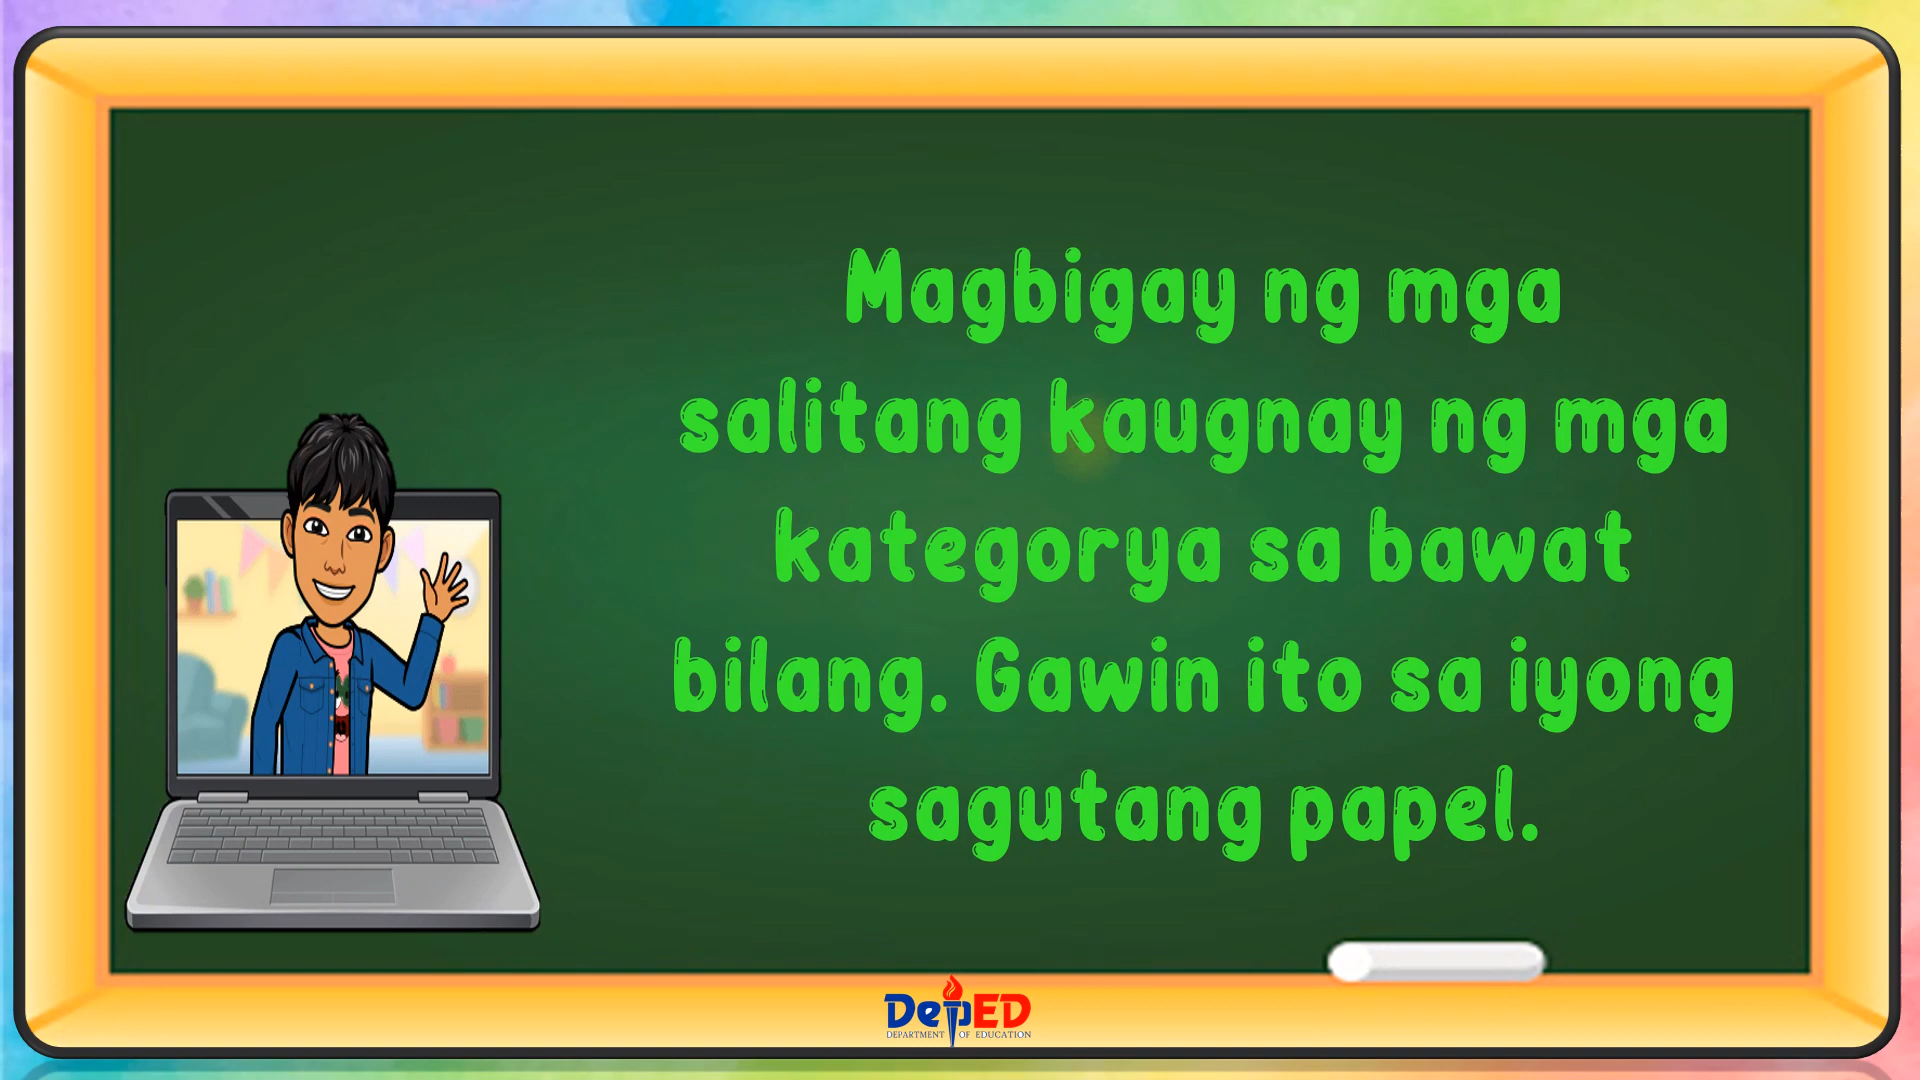 Magbigay ng mga
salitang kaugnay ng mga
kategorya sa bawat
bilang. Gawin ito sa iyong
sagutang papel.
DepED
DEPARTMENT OF EDUCATION